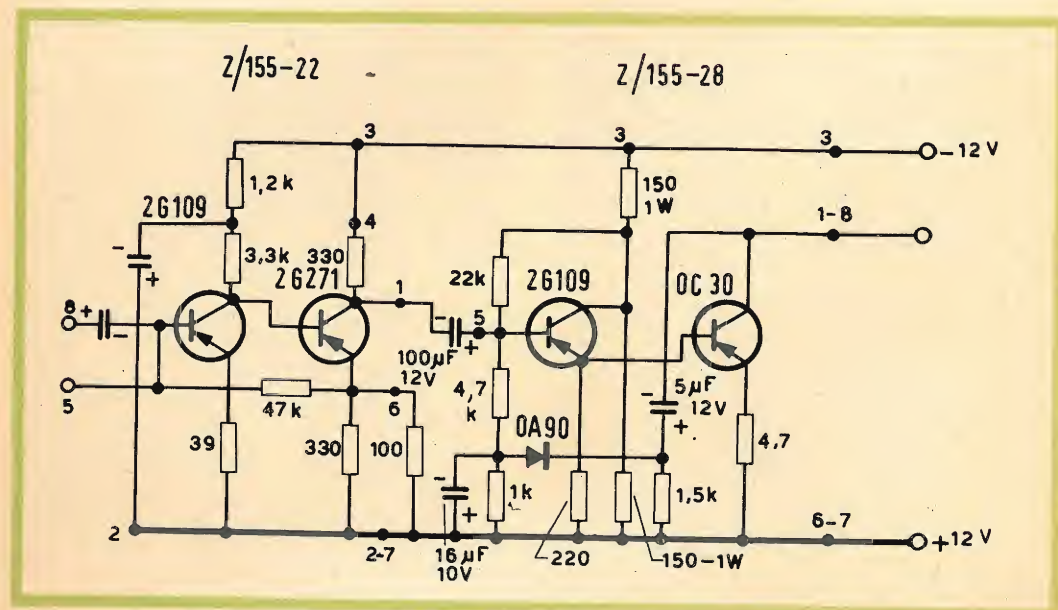 Z/155-22
Z/155-28
3
3
3
-12 V
1,2k
150
1W
2G109
4
1-8
3,3k
330
2G271
22k
2G109
OC 30
8
+
-
-
+
1
-
+
5
100µF
12V
5
47k
6
4,7
k
-
5µF
12V
+
OA90
39
330
100
-
+
1k
1,5k
4,7
2
2-7
16µF
10V
220
150-1W
6-7
+12 V